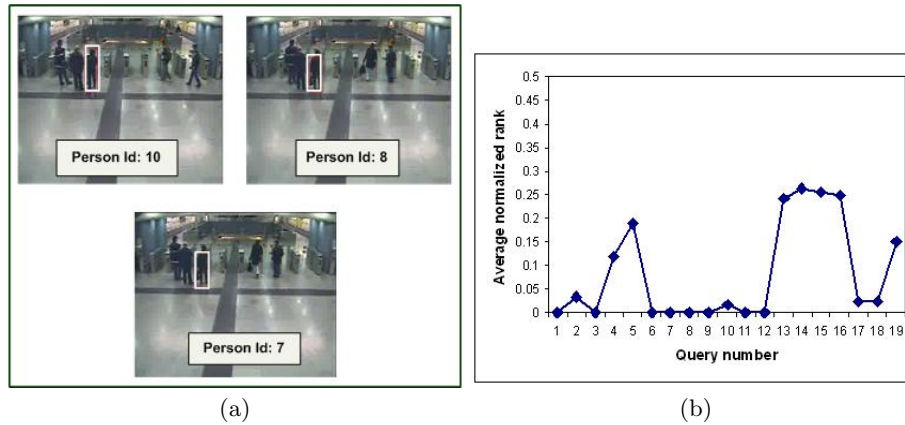 Person Id: 10
Person Id: 8
Person Id: 7
(a)
Average normalized rank
0.5
0.45
0.4
0.35
0.3
0.25
0.2
0.15
0.1
0.05
0
1 2 3 4 5 6 7 8 9 10 11 12 13 14 15 16 17 18 19
Query number
(b)